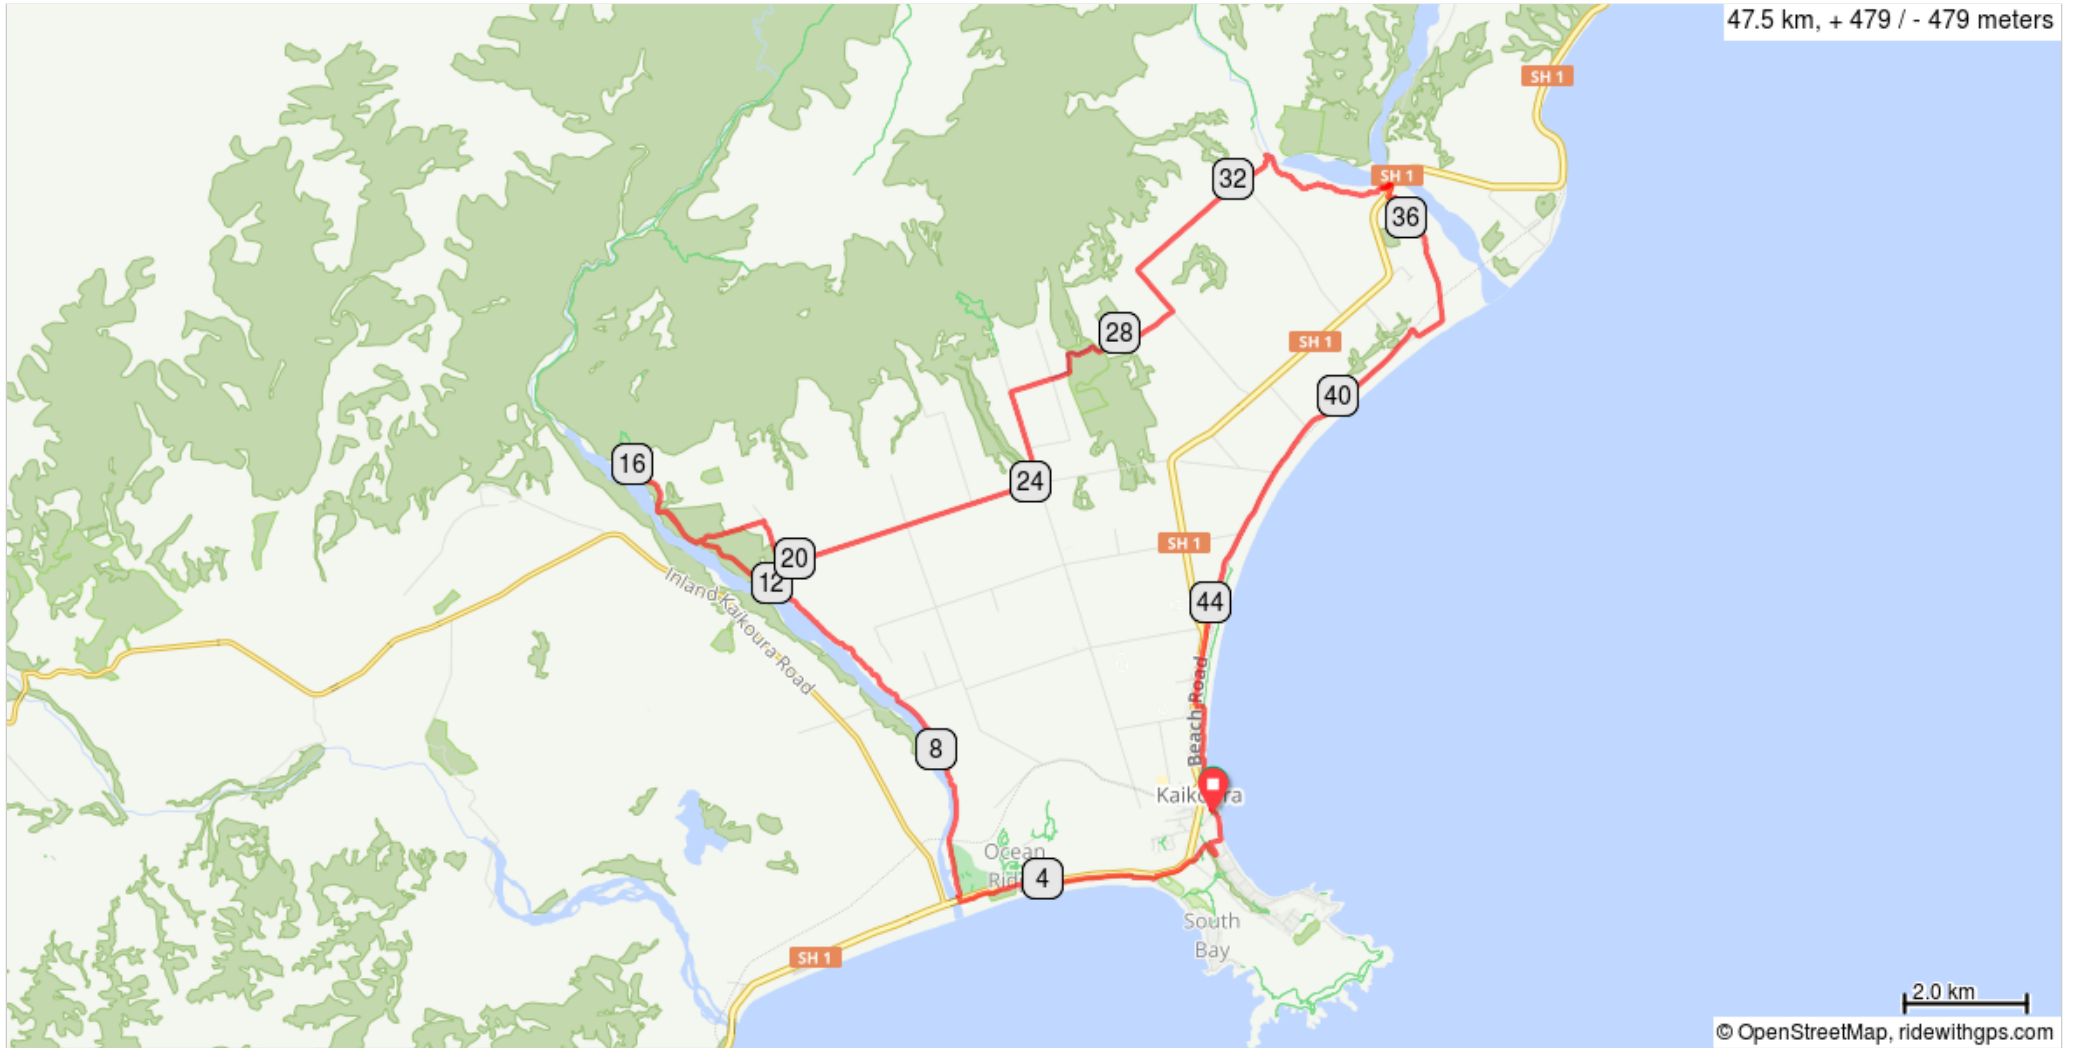 47.5 km, + 479 / - 479 meters
SH 1
SH 1
32
36
28
SH 1
40
16
24
SH 1
20
12
Inland Kaikoura Road
44
Beach Road
8
Kaikoura
Ocean
Rid
4
South
Bay
SH 1
2.0 km
© OpenStreetMap, ridewithgps.com